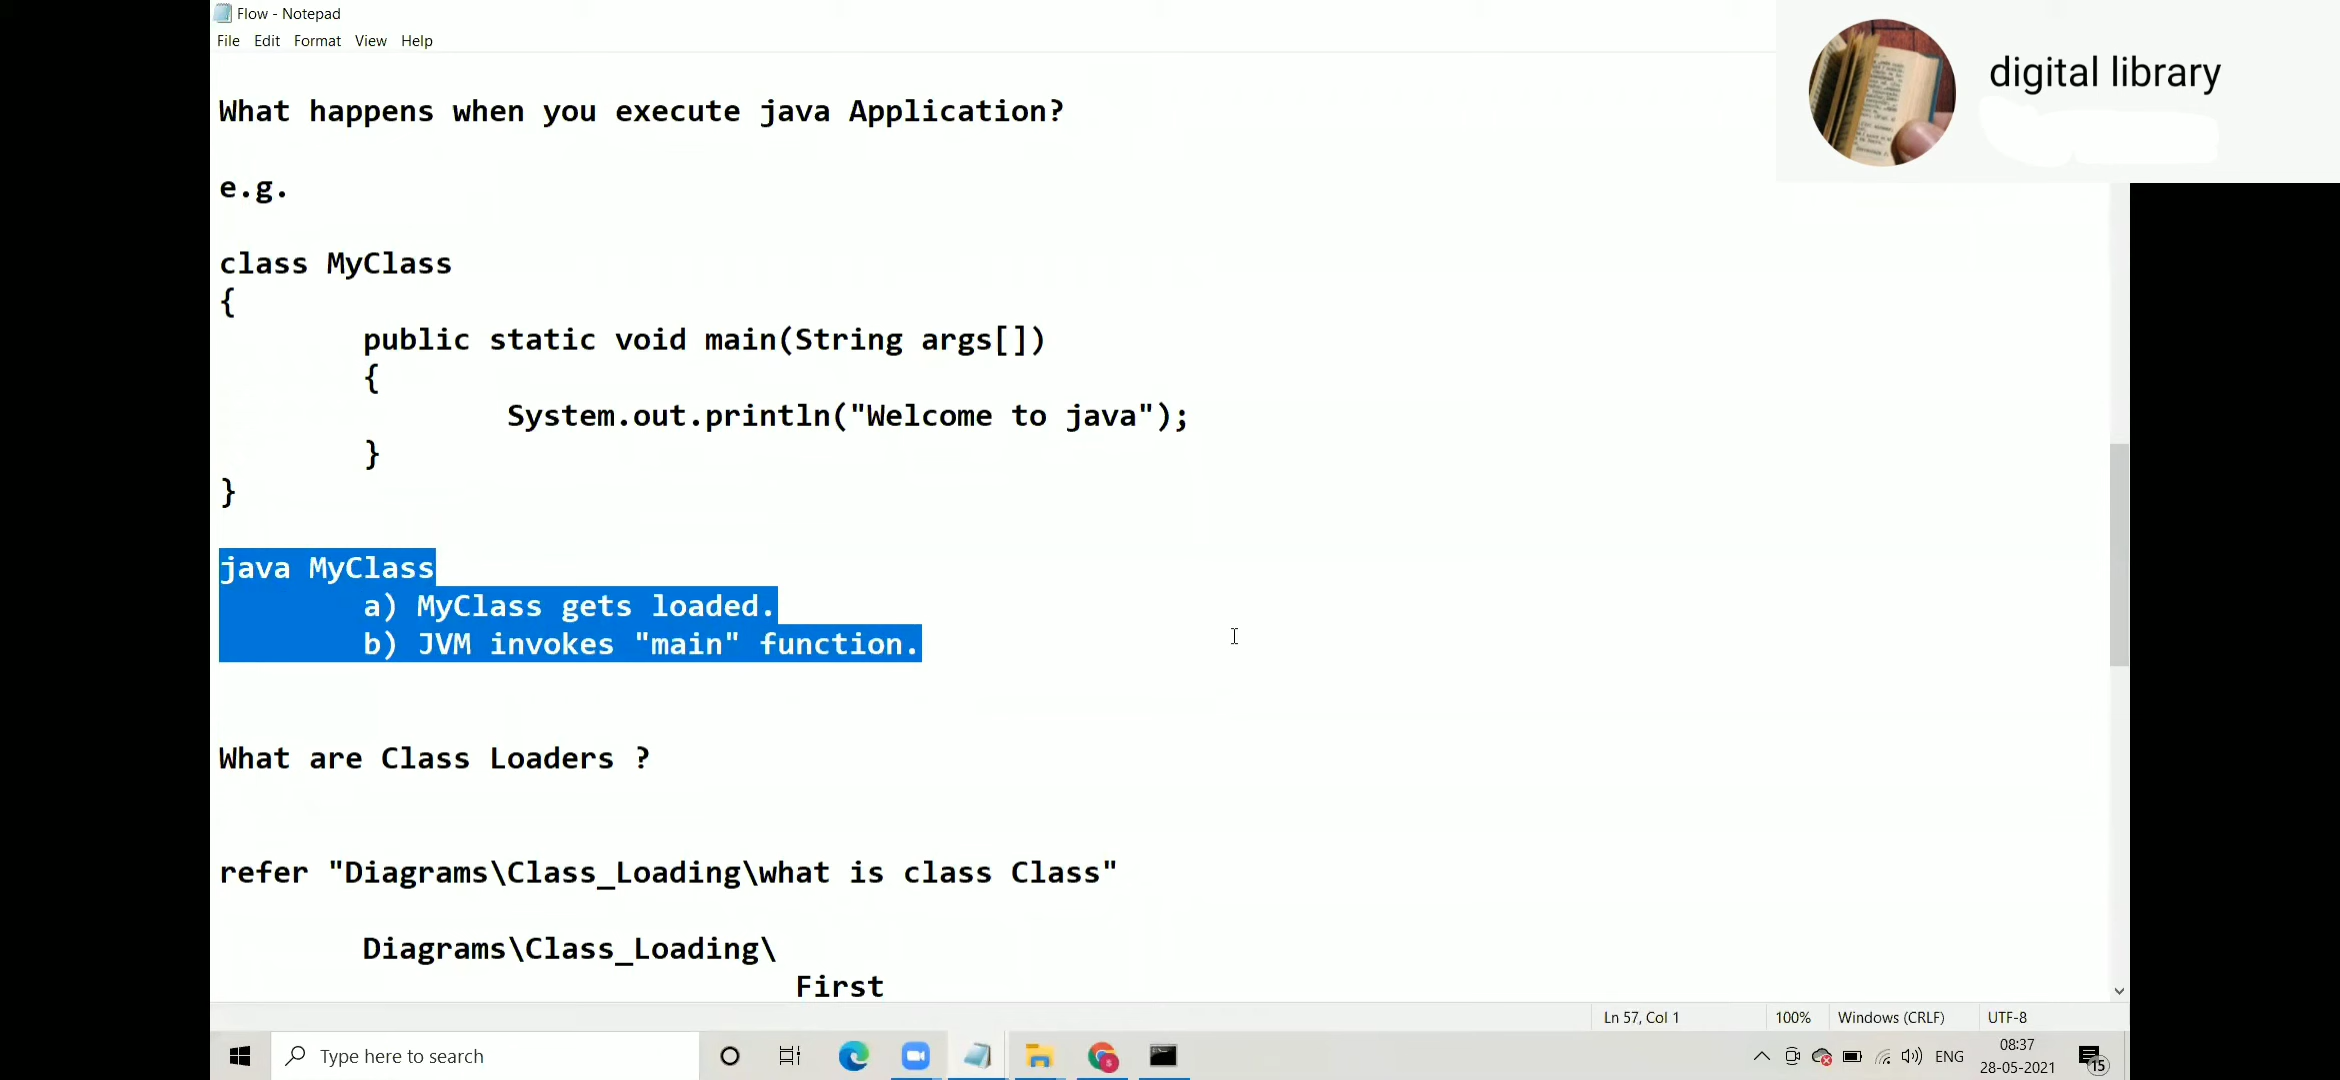 Flow - Notepad
File Edit Format View Help
digital library
What happens when you execute java Application?
e.g.
class MyClass
{
public static void main(String args[])
{
System.out.println("Welcome to java");
}
}
java MyClass
a) MyClass gets loaded.
b) JVM invokes "main" function.
What are Class Loaders ?
refer "Diagrams\Class_Loading\what is class Class"
Diagrams\Class_Loading\
First
Ln 57, Col 1 100% Windows (CRLF) UTF-8
Type here to search
ENG
08:37
28-05-2021
15